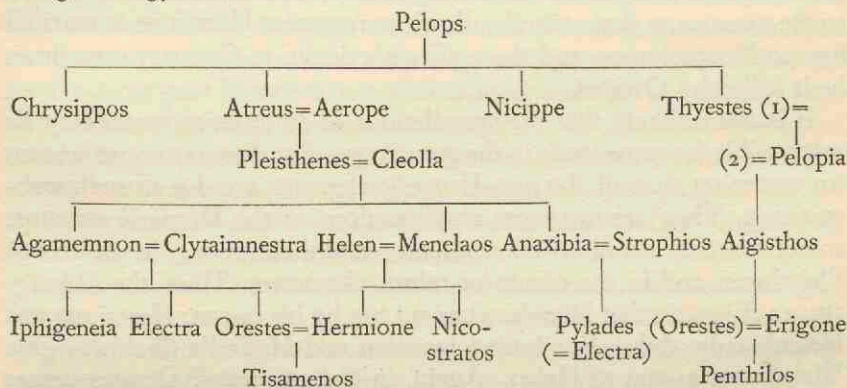 Pelops
Chrysippos Atreus=Aerope Nicippe Thyestes (1)=
Pleisthenes=Cleolla (2)=Pelopia
Agamemnon=Clytaimnestra Helen=Menelaos Anaxibia=Strophios Aigisthos
Iphigeneia Electra Orestes=Hermione Nico- Pylades (Orestes)=Erigone
stratos (=Electra)
Tisamenos Penthilos